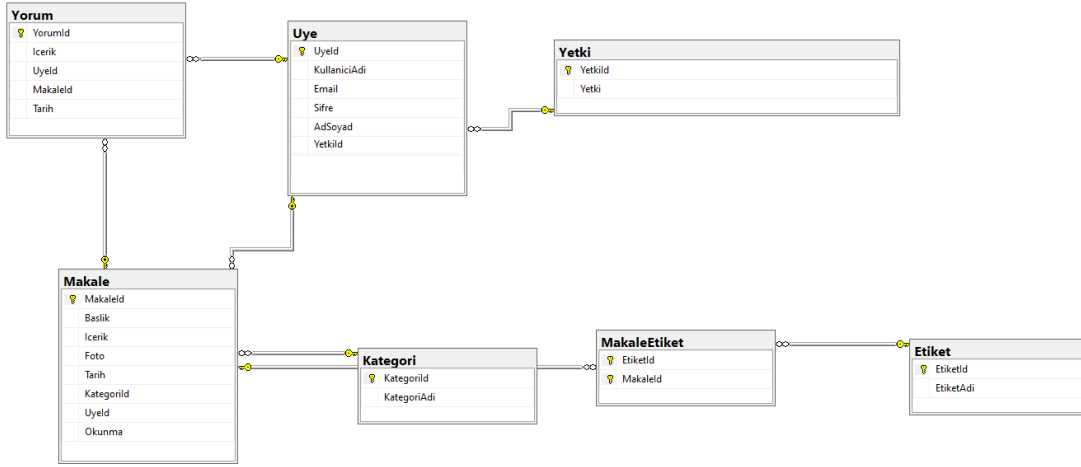 Yorum
YorumId
Icerik
UyeId
MakaleId
Tarih
Uye
UyeId
KullaniciAdi
Email
Sifre
AdSoyad
YetkiId
Yetki
YetkiId
Yetki
Makale
MakaleId
Baslik
Icerik
Foto
Tarih
KategoriId
UyeId
Okunma
Kategori
KategoriId
KategoriAdi
MakaleEtiket
EtiketId
MakaleId
Etiket
EtiketId
EtiketAdi